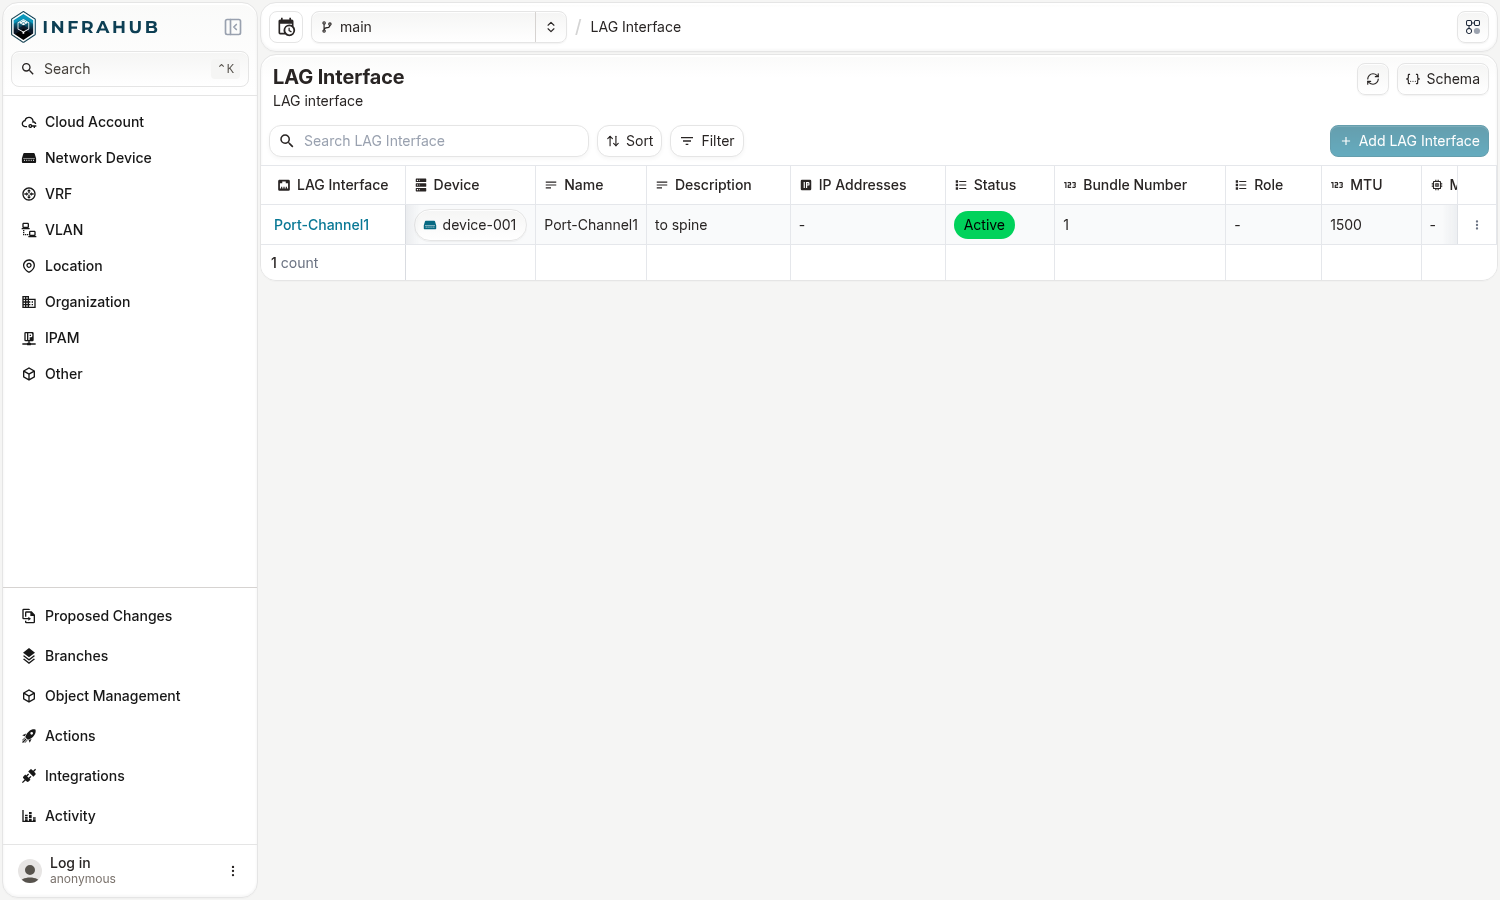 INFRAHUB
Search ^K
Cloud Account
Network Device
VRF
VLAN
Location
Organization
IPAM
Other
Proposed Changes
Branches
Object Management
Actions
Integrations
Activity
Log in
anonymous
main / LAG Interface
LAG Interface
LAG interface
Schema
Search LAG Interface Sort Filter + Add LAG Interface
LAG Interface Device Name Description IP Addresses Status Bundle Number Role MTU M
Port-Channel1 device-001 Port-Channel1 to spine - Active 1 - 1500 -
1 count